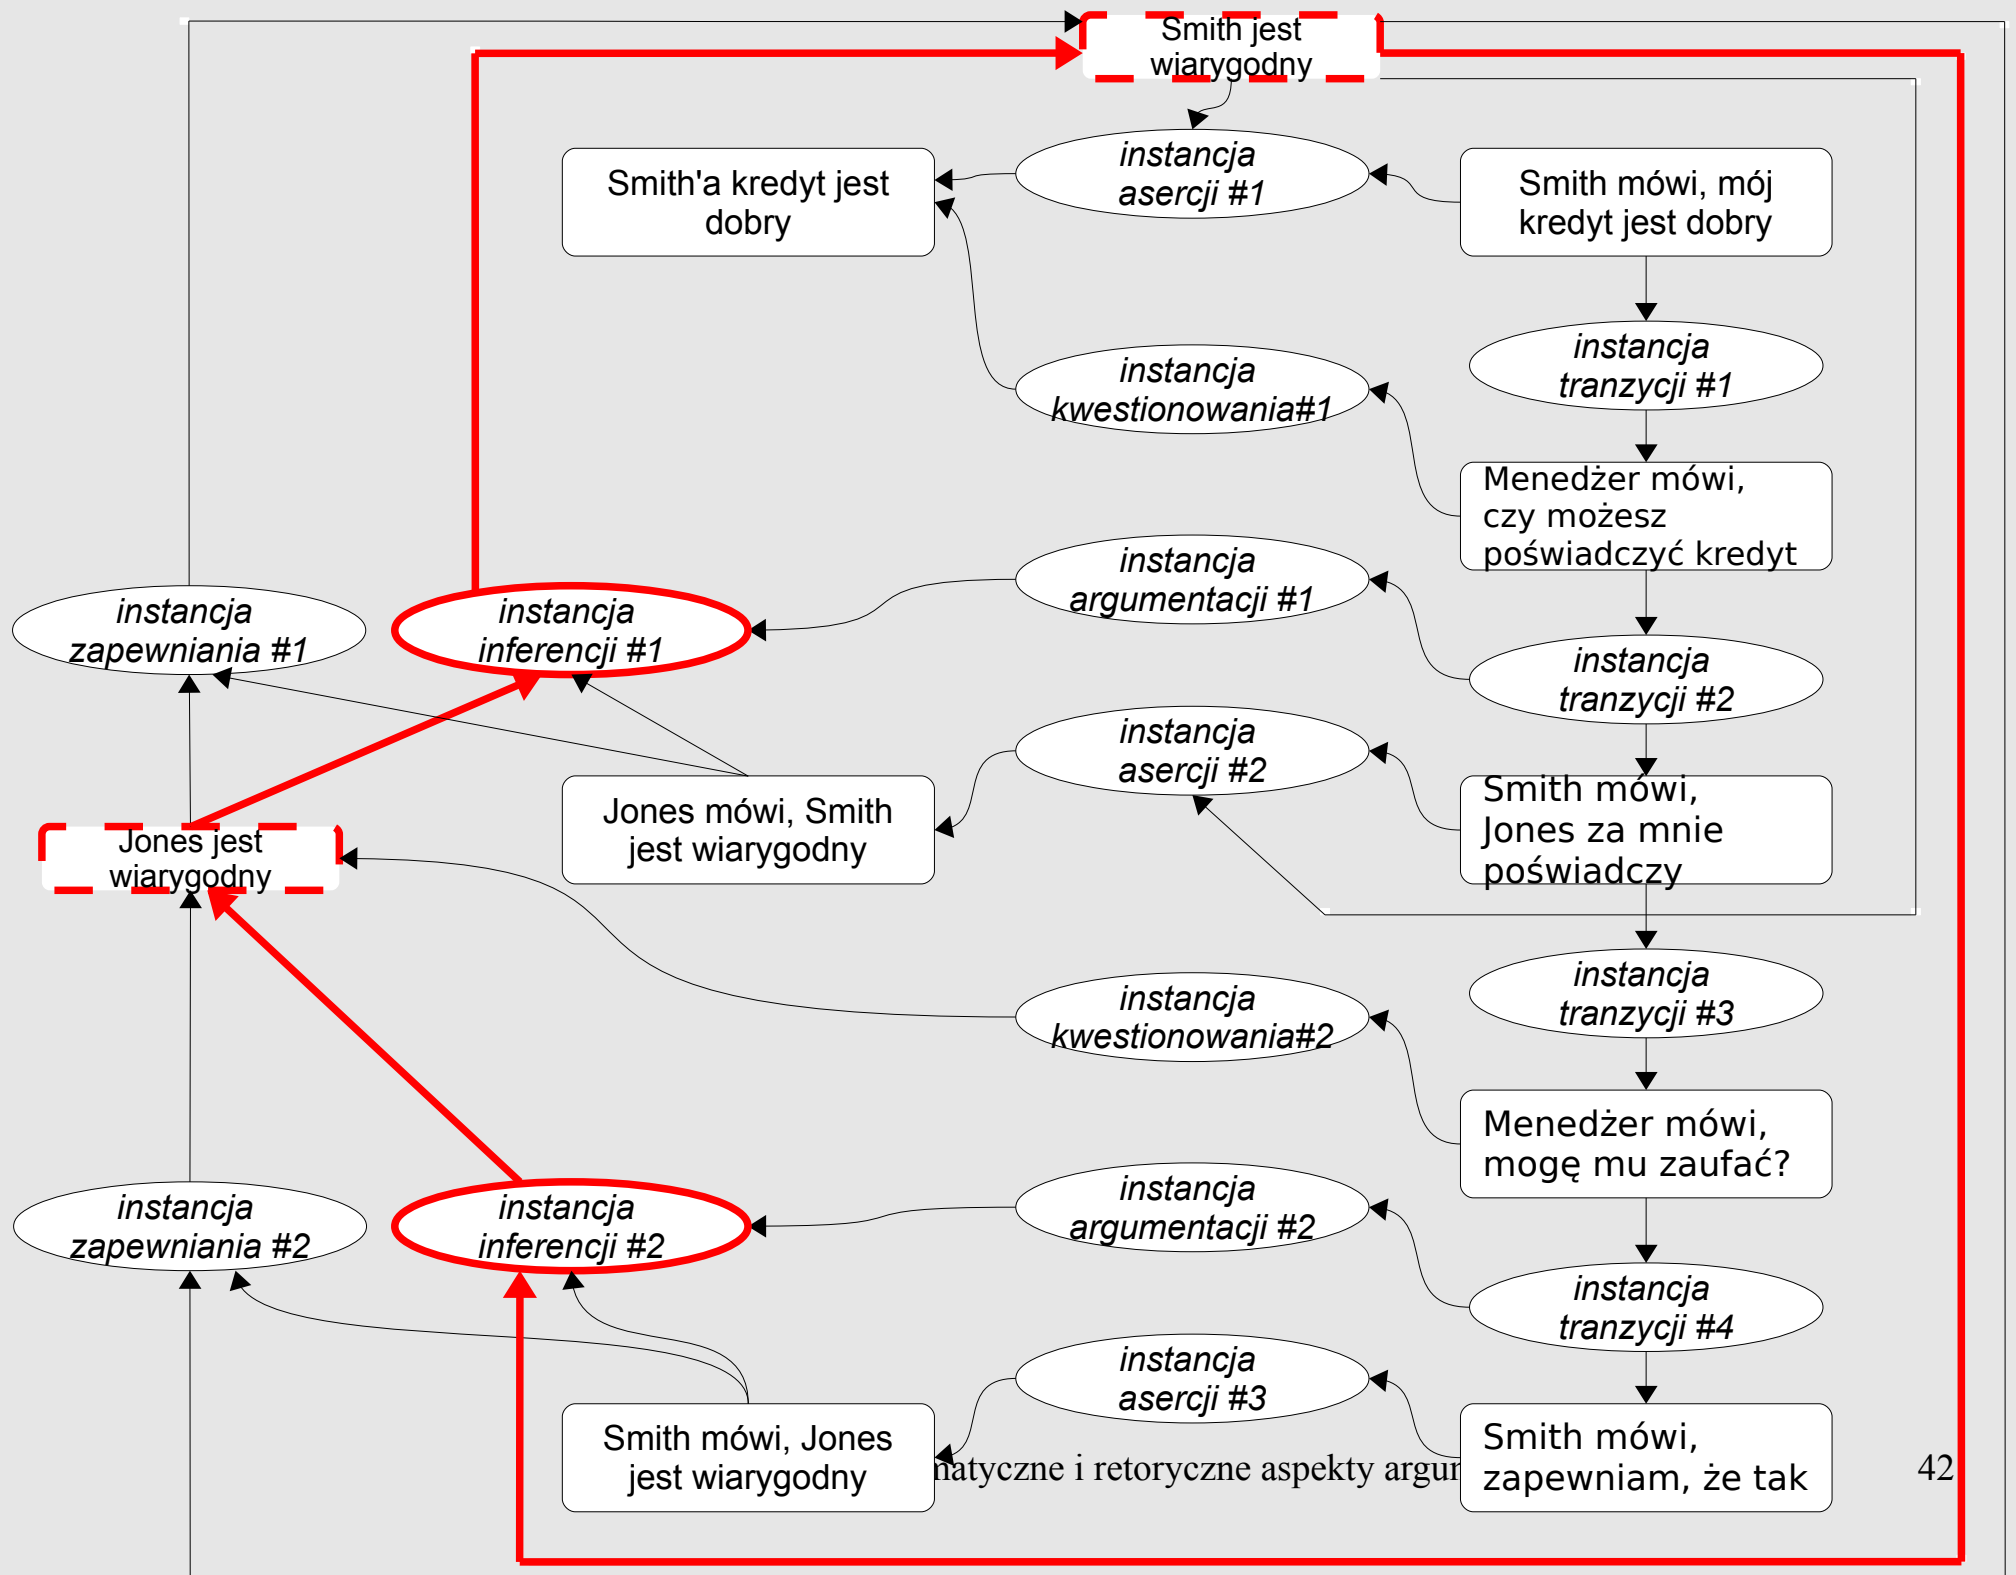 Smith jest
wiarygodny
Smith'a kredyt jest
dobry
instancja
asercji #1
Smith mówi, mój
kredyt jest dobry
instancja
kwestionowania#1
instancja
tranzycji #1
Menedżer mówi,
czy możesz
poświadczyć kredyt
instancja
zapewniania #1
instancja
inferencji #1
instancja
argumentacji #1
instancja
tranzycji #2
instancja
asercji #2
Jones mówi, Smith
jest wiarygodny
Smith mówi,
Jones za mnie
poświadczy
Jones jest
wiarygodny
instancja
kwestionowania#2
instancja
tranzycji #3
Menedżer mówi,
mogę mu zaufać?
instancja
zapewniania #2
instancja
inferencji #2
instancja
argumentacji #2
instancja
tranzycji #4
instancja
asercji #3
Smith mówi, Jones
jest wiarygodny
Smith mówi,
zapewniam, że tak
matyczne i retoryczne aspekty argu
42